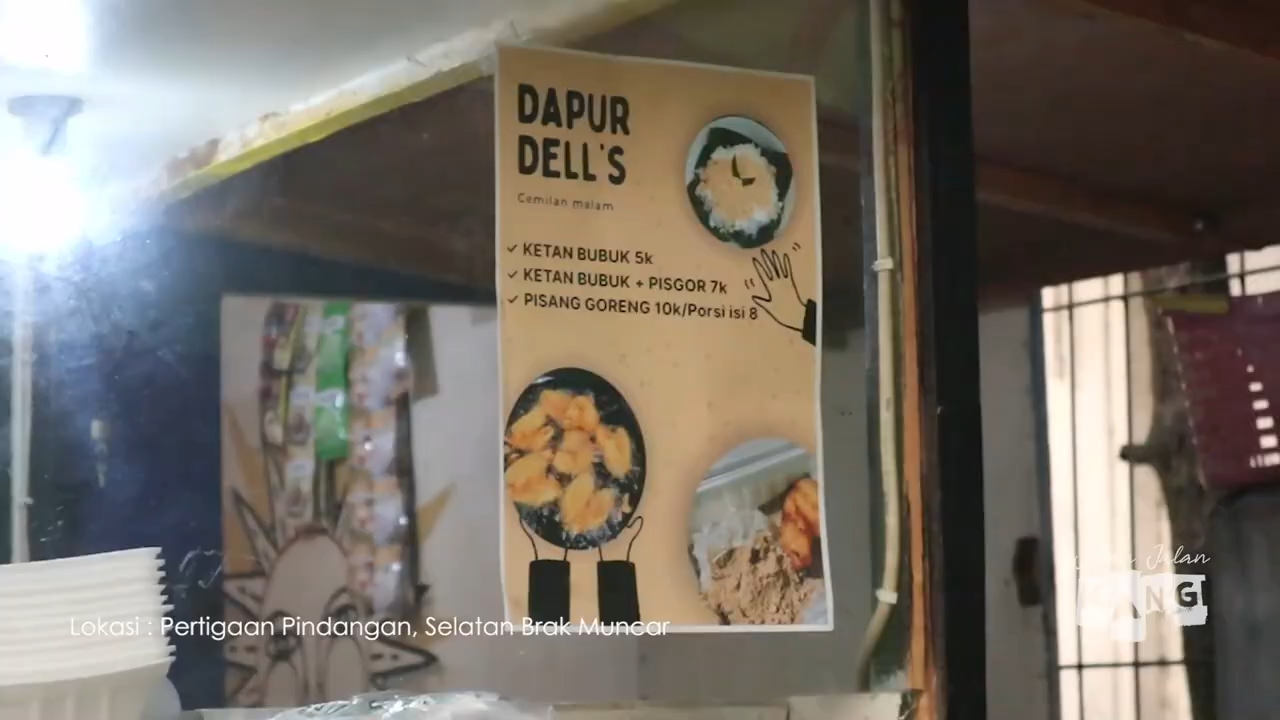 DAPUR
DELL'S
Cemilan malam
✓ KETAN BUBUK 5k
✓ KETAN BUBUK + PISGOR 7k
✓ PISANG GORENG 10k/Porsi isi 8
Lokasi : Pertigaan Pindangan, Selatan Brak Muncar
Jalan